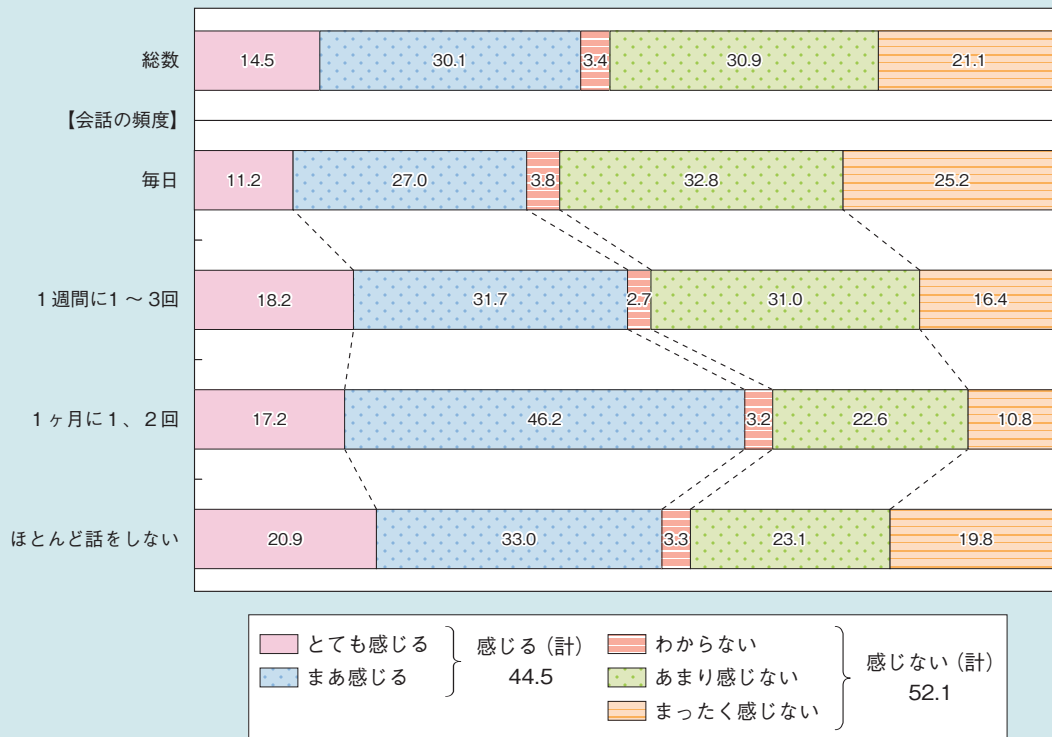 総数 14.5 30.1 3.4 30.9 21.1
【会話の頻度】
毎日 11.2 27.0 3.8 32.8 25.2
1週間に1～3回 18.2 31.7 2.7 31.0 16.4
1ヶ月に1、2回 17.2 46.2 3.2 22.6 10.8
ほとんど話をしない 20.9 33.0 3.3 23.1 19.8
とても感じる
まあ感じる
感じる（計）
44.5
わからない
あまり感じない
まったく感じない
感じない（計）
52.1